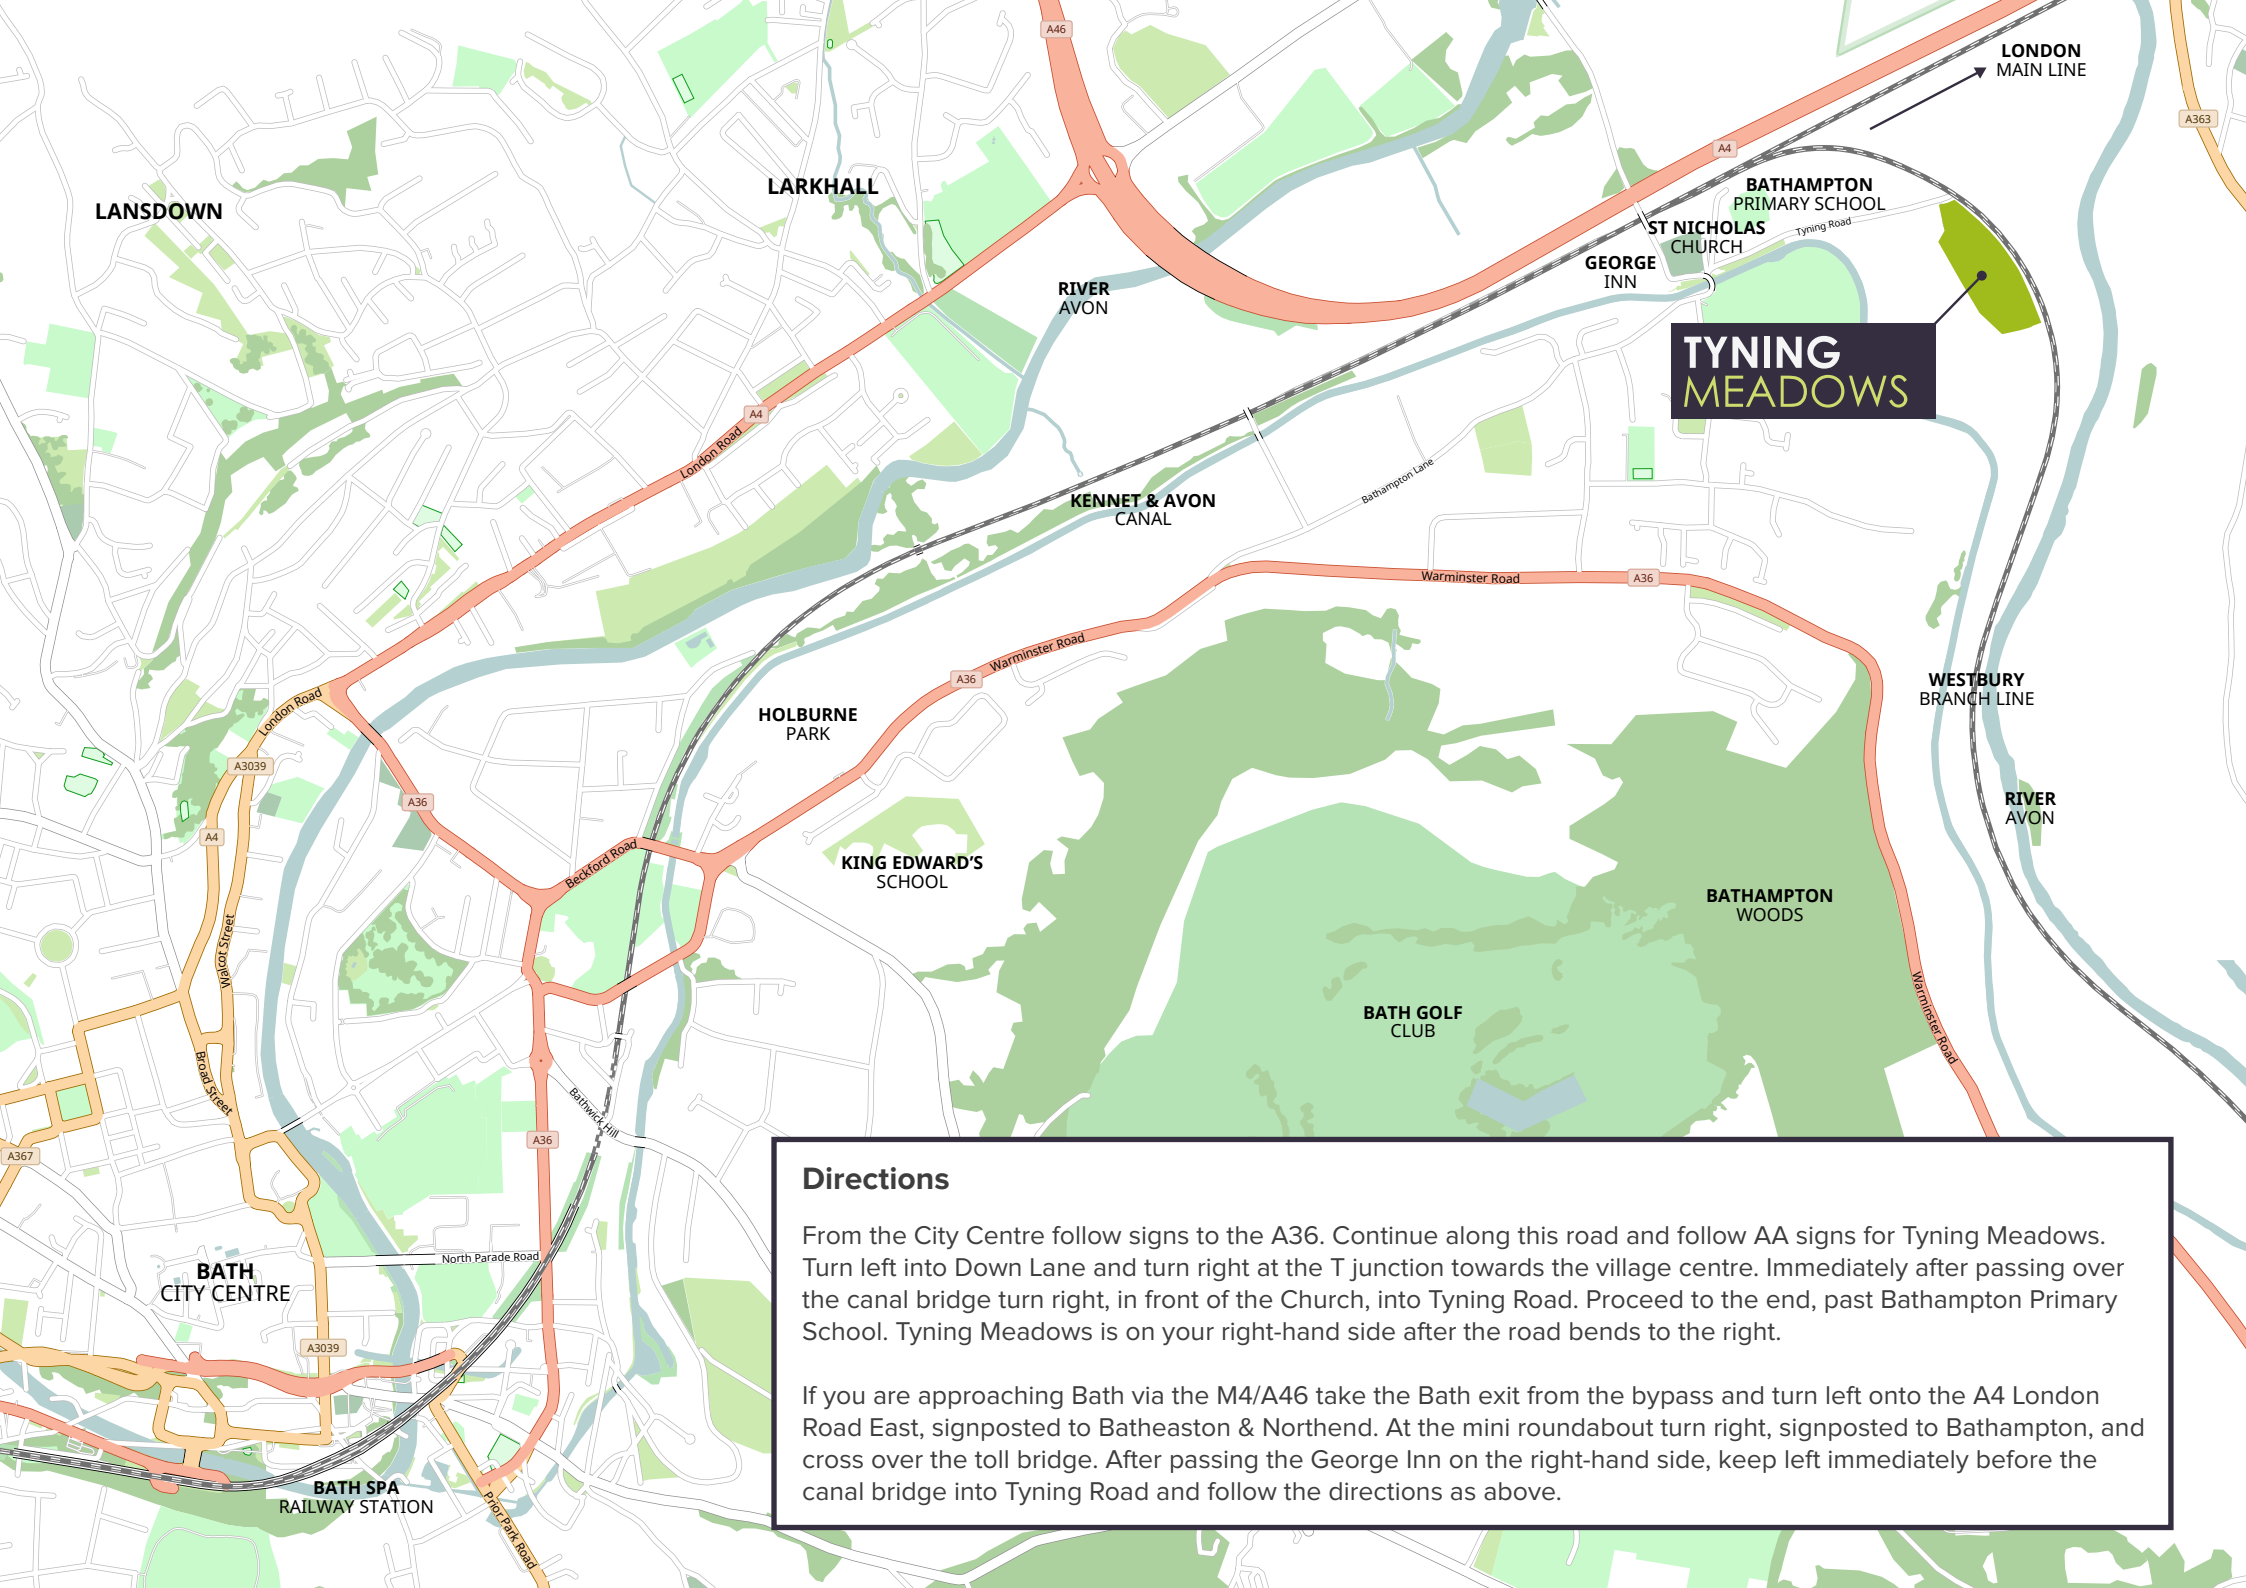 A46
LONDON
MAIN LINE
A363
A4
LARKHALL
LANSDOWN
BATHAMPTON
PRIMARY SCHOOL
Tyning Road
ST NICHOLAS
CHURCH
GEORGE
INN
RIVER
AVON
TYNING
MEADOWS
A4
London Road
Bathampton Lane
KENNET & AVON
CANAL
Warminster Road
A36
Warminster Road
A36
WESTBURY
BRANCH LINE
London Road
HOLBURNE
PARK
A3039
A36
RIVER
AVON
A4
Beckford Road
KING EDWARD'S
SCHOOL
BATHAMPTON
WOODS
Walcot Street
BATH GOLF
CLUB
Warminster Road
Broad Street
Bathwick Hill
A36
A367
North Parade Road
BATH
CITY CENTRE
A3039
BATH SPA
RAILWAY STATION
Prior Park Road
Directions
From the City Centre follow signs to the A36. Continue along this road and follow AA signs for Tyning Meadows.
Turn left into Down Lane and turn right at the T junction towards the village centre. Immediately after passing over
the canal bridge turn right, in front of the Church, into Tyning Road. Proceed to the end, past Bathampton Primary
School. Tyning Meadows is on your right-hand side after the road bends to the right.
If you are approaching Bath via the M4/A46 take the Bath exit from the bypass and turn left onto the A4 London
Road East, signposted to Batheaston & Northend. At the mini roundabout turn right, signposted to Bathampton, and
cross over the toll bridge. After passing the George Inn on the right-hand side, keep left immediately before the
canal bridge into Tyning Road and follow the directions as above.